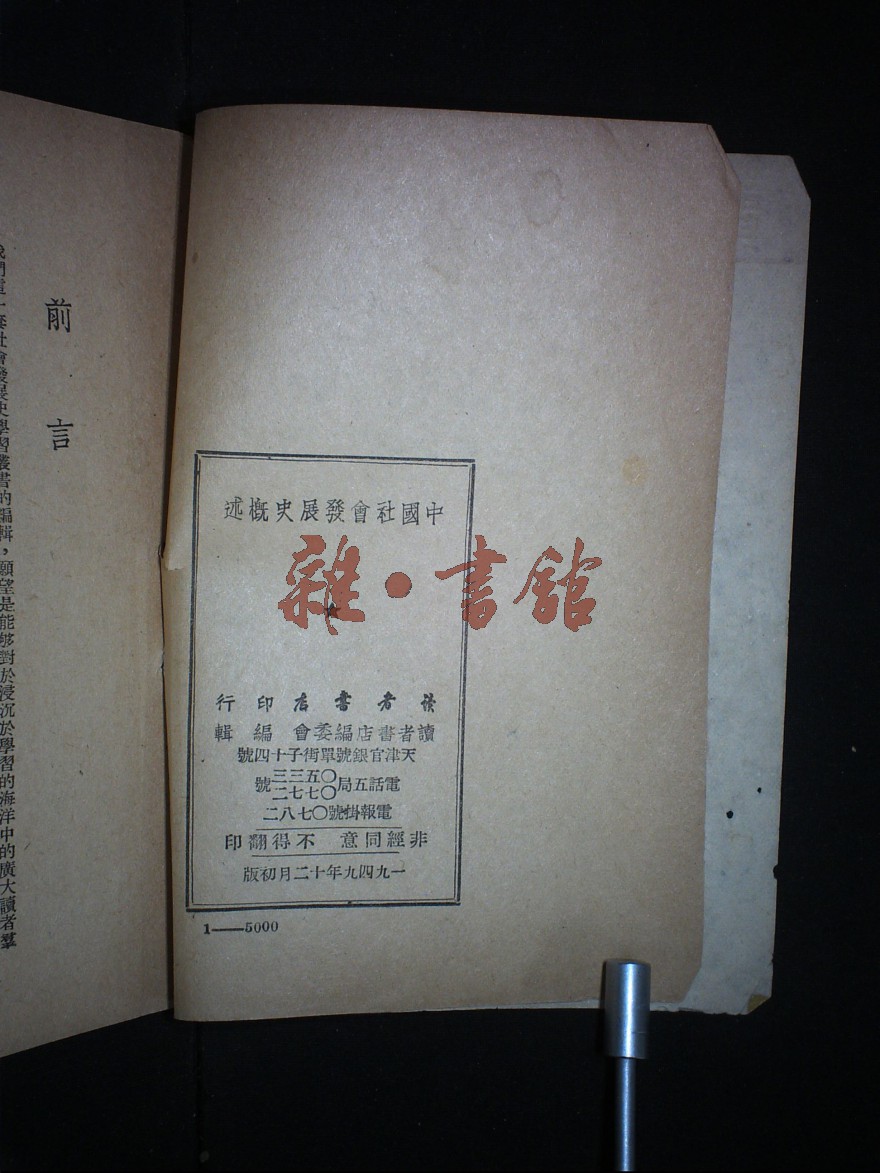 中國社會發展史槪述
雜·書舘
讀者書店印行
讀者書店編委會 編輯
天津官銀號單街子十四號
電話五局〇五三三
〇七七二號
電報掛號〇七八二
非經同意 不得翻印
一九四九年十二月初版
1——5000
前言
我們這一套社會發展史學習叢書的編輯，願望是能够對於浸沉於學習的海洋中的廣大讀者羣